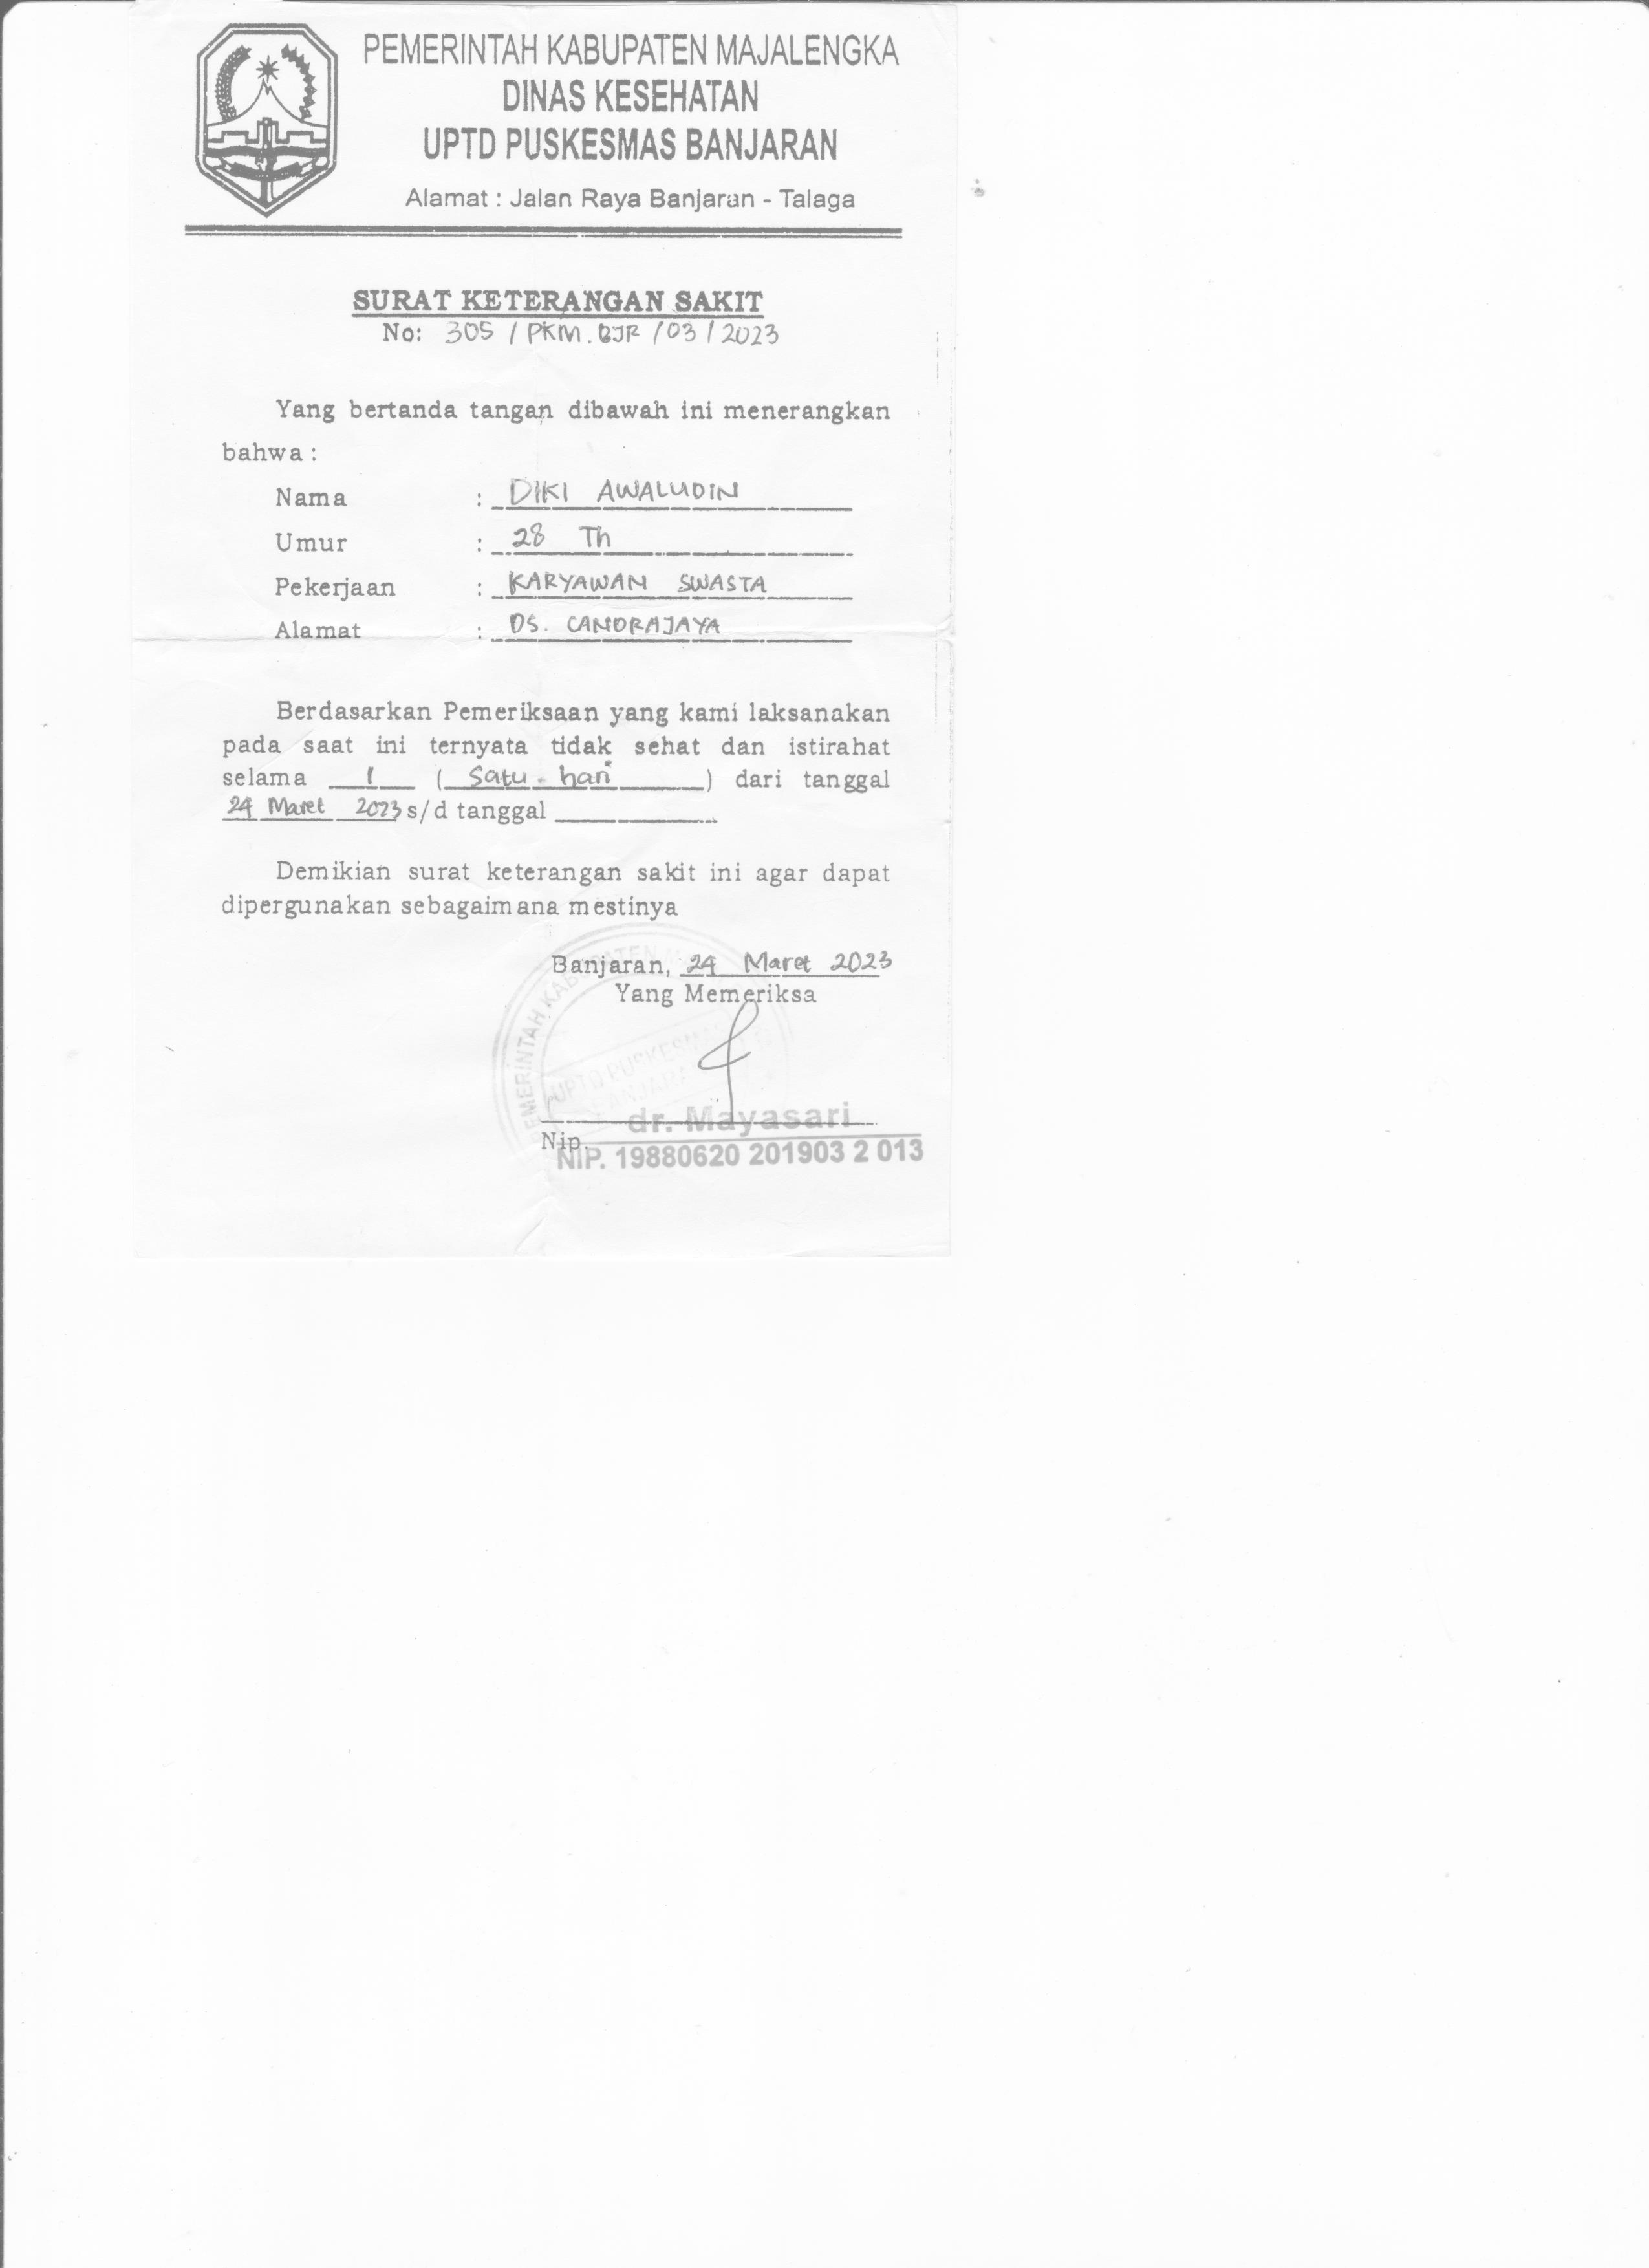 PEMERINTAH KABUPATEN MAJALENGKA
DINAS KESEHATAN
UPTD PUSKESMAS BANJARAN
Alamat : Jalan Raya Banjaran - Talaga
SURAT KETERANGAN SAKIT
No: 305 / PKM.BJR / 03 / 2023
Yang bertanda tangan dibawah ini menerangkan
bahwa :
Nama : DIKI AWALUDIN
Umur : 28 Th
Pekerjaan : KARYAWAN SWASTA
Alamat : DS. CANDRAJAYA
Berdasarkan Pemeriksaan yang kami laksanakan
pada saat ini ternyata tidak sehat dan istirahat
selama 1 ( Satu - hari ) dari tanggal
24 Maret 2023 s/d tanggal
Demikian surat keterangan sakit ini agar dapat
dipergunakan sebagaimana mestinya
Banjaran, 24 Maret 2023
Yang Memeriksa
PEMERINTAH KABUPATEN
UPTD PUSKESMAS
BANJARAN
dr. Mayasari
Nip.
NIP. 19880620 201903 2 013